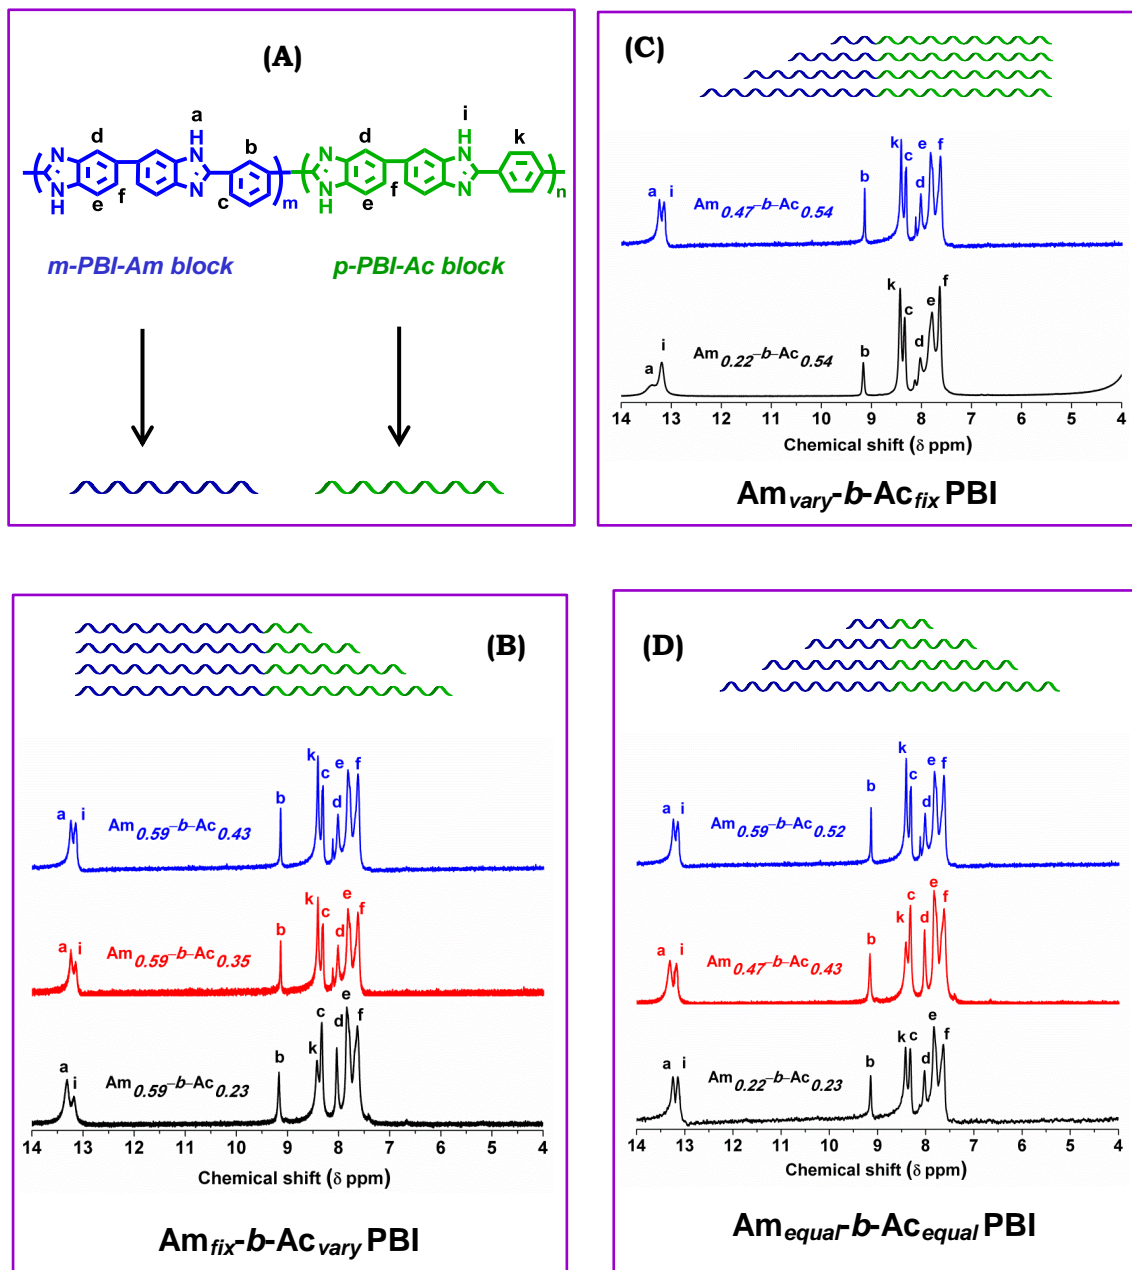 (A)
a
H
N
N
d
b
i
H
N
N
d
k
N
H
e
f
N
c
m
N
H
e
f
N
n
m-PBI-Am block
p-PBI-Ac block
(C)
a i b k c d e f
Am0.47-b-Ac0.54
a i b k c d e f
Am0.22-b-Ac0.54
14 13 12 11 10 9 8 7 6 5 4
Chemical shift (δ ppm)
Amvary-b-Acfix PBI
(B)
a i b k c d e f
Am0.59-b-Ac0.43
a i b k c d e f
Am0.59-b-Ac0.35
a i b k c d e f
Am0.59-b-Ac0.23
14 13 12 11 10 9 8 7 6 5 4
Chemical shift (δ ppm)
Amfix-b-Acvary PBI
(D)
a i b k c d e f
Am0.59-b-Ac0.52
a i b k c d e f
Am0.47-b-Ac0.43
a i b k c d e f
Am0.22-b-Ac0.23
14 13 12 11 10 9 8 7 6 5 4
Chemical shift (δ ppm)
Amequal-b-Acequal PBI